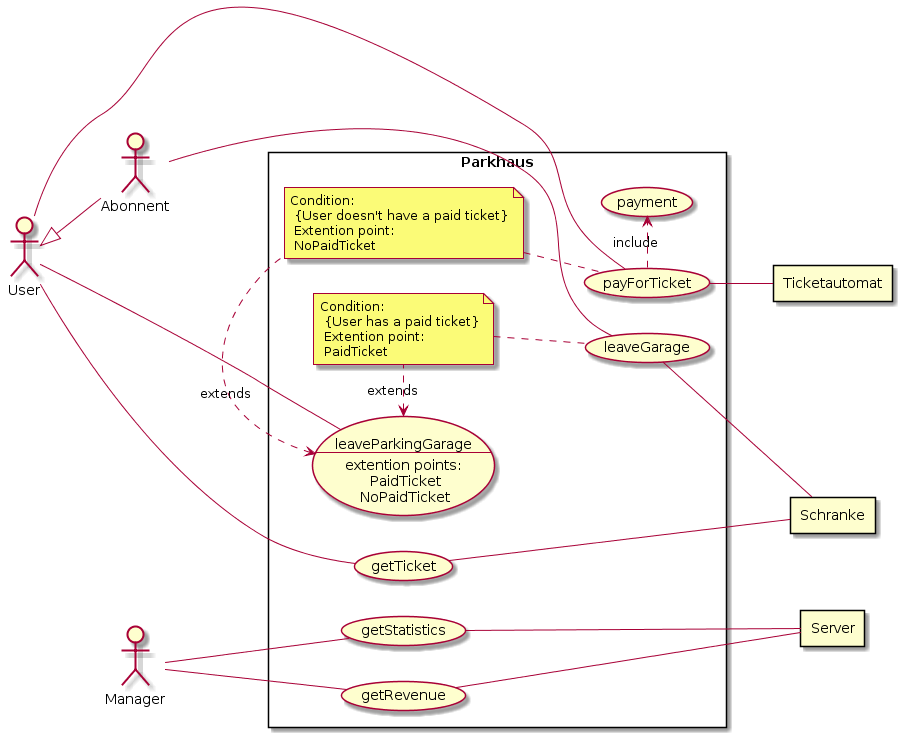 Parkhaus
Condition:
{User doesn't have a paid ticket}
Extention point:
NoPaidTicket
payment
Abonnent
include
User
payForTicket
Ticketautomat
Condition:
{User has a paid ticket}
Extention point:
PaidTicket
leaveGarage
extends
extends
leaveParkingGarage
extention points:
PaidTicket
NoPaidTicket
Schranke
getTicket
getStatistics
Server
Manager
getRevenue